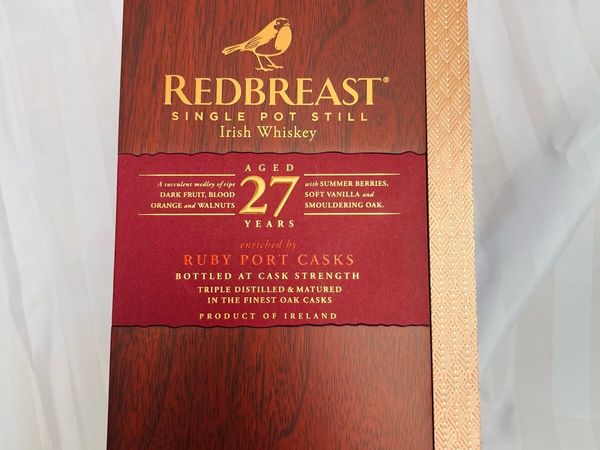 REDBREAST®
SINGLE POT STILL
Irish Whiskey
AGED
27
YEARS
A succulent medley of ripe
DARK FRUIT, BLOOD
ORANGE and WALNUTS
with SUMMER BERRIES,
SOFT VANILLA and
SMOULDERING OAK.
enriched by
RUBY PORT CASKS
BOTTLED AT CASK STRENGTH
TRIPLE DISTILLED & MATURED
IN THE FINEST OAK CASKS
PRODUCT OF IRELAND